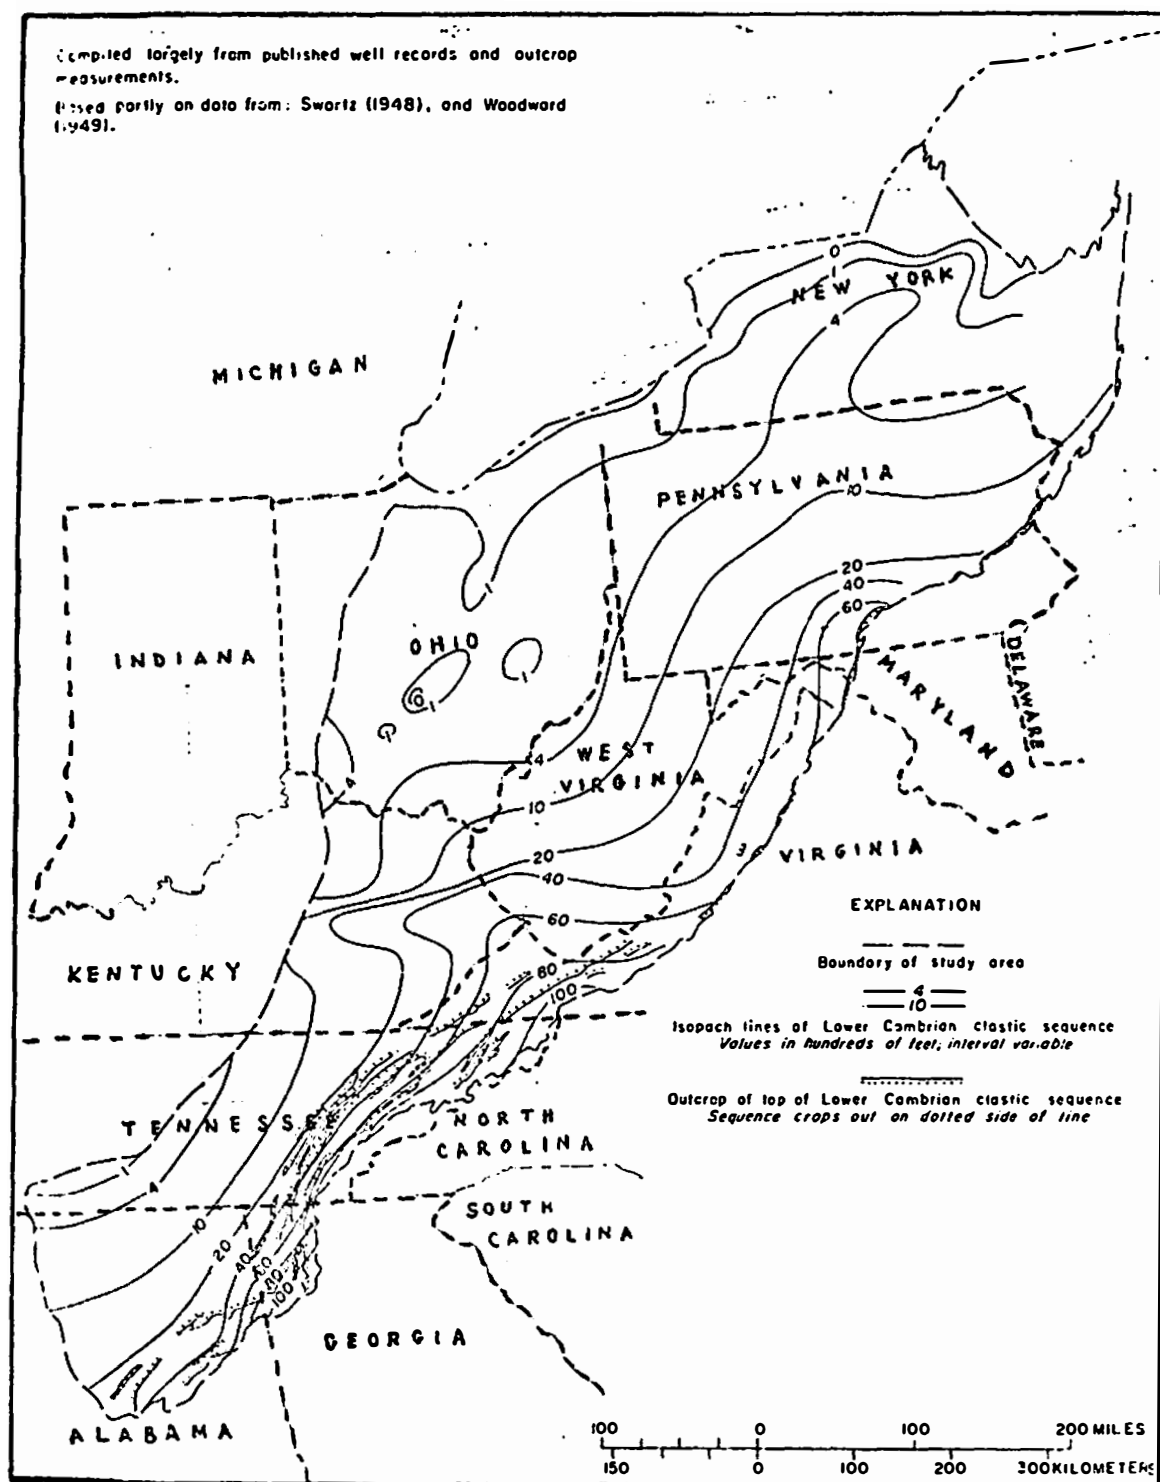 Compiled largely from published well records and outcrop
measurements.
Based partly on data from: Swartz (1948), and Woodward
(1949).
0
NEW YORK
4
MICHIGAN
PENNSYLVANIA
10
20
40
60
1
OHIO
INDIANA
0
1
1
DELAWARE
MARYLAND
4
4
WEST
VIRGINIA
10
20
40
VIRGINIA
60
EXPLANATION
KENTUCKY
80
100
Boundary of study area
4
10
Isopach lines of Lower Cambrian clastic sequence
Values in hundreds of feet; interval variable
Outcrop of top of Lower Cambrian clastic sequence
Sequence crops out on dotted side of line
TENNESSEE
NORTH
CAROLINA
1
4
SOUTH
CAROLINA
10
20
40
60
80
100
GEORGIA
ALABAMA
100 0 100 200 MILES
150 0 100 200 300 KILOMETERS